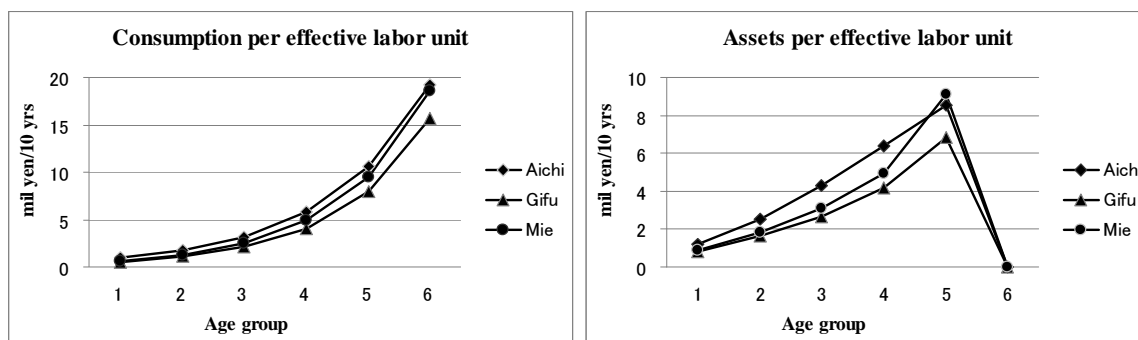 Consumption per effective labor unit
mil yen/10 yrs
20
15
10
5
0
1 2 3 4 5 6
Age group
Aichi
Gifu
Mie
Assets per effective labor unit
mil yen/10 yrs
10
8
6
4
2
0
1 2 3 4 5 6
Age group
Aich
Gifu
Mie